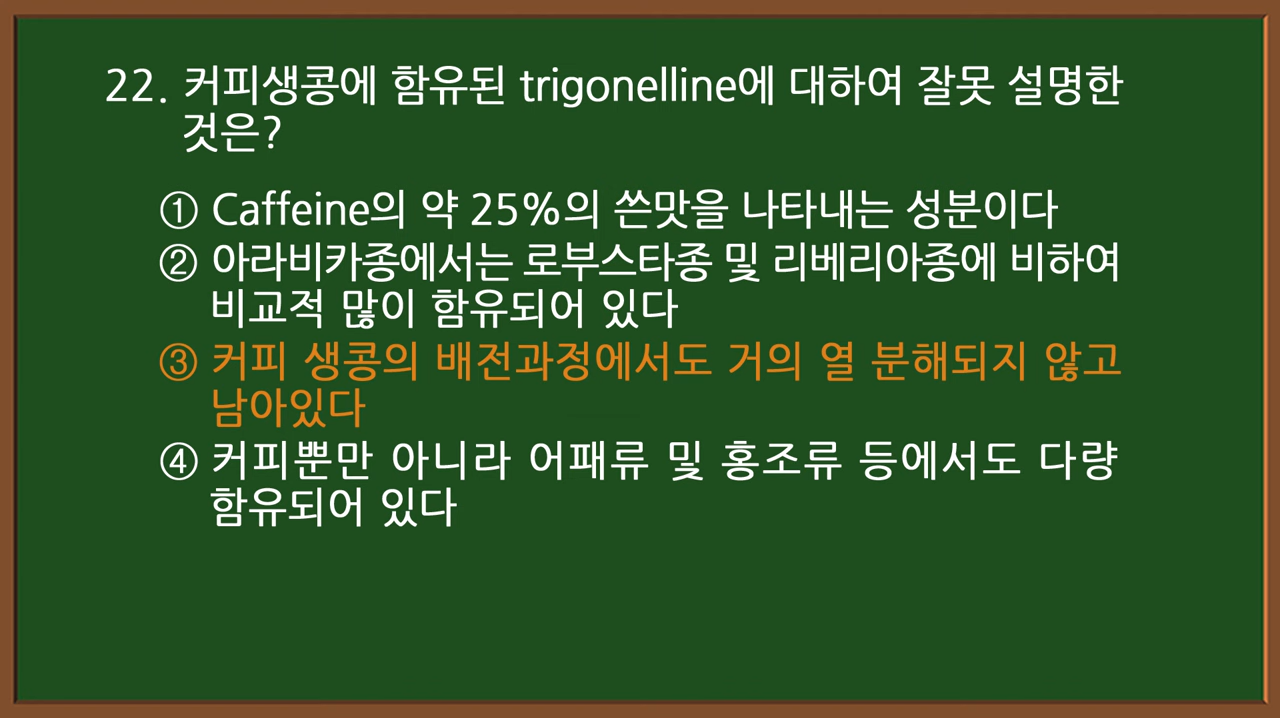 22. 커피생콩에 함유된 trigonelline에 대하여 잘못 설명한
것은?
① Caffeine의 약 25%의 쓴맛을 나타내는 성분이다
② 아라비카종에서는 로부스타종 및 리베리아종에 비하여
비교적 많이 함유되어 있다
③ 커피 생콩의 배전과정에서도 거의 열 분해되지 않고
남아있다
④ 커피뿐만 아니라 어패류 및 홍조류 등에서도 다량
함유되어 있다